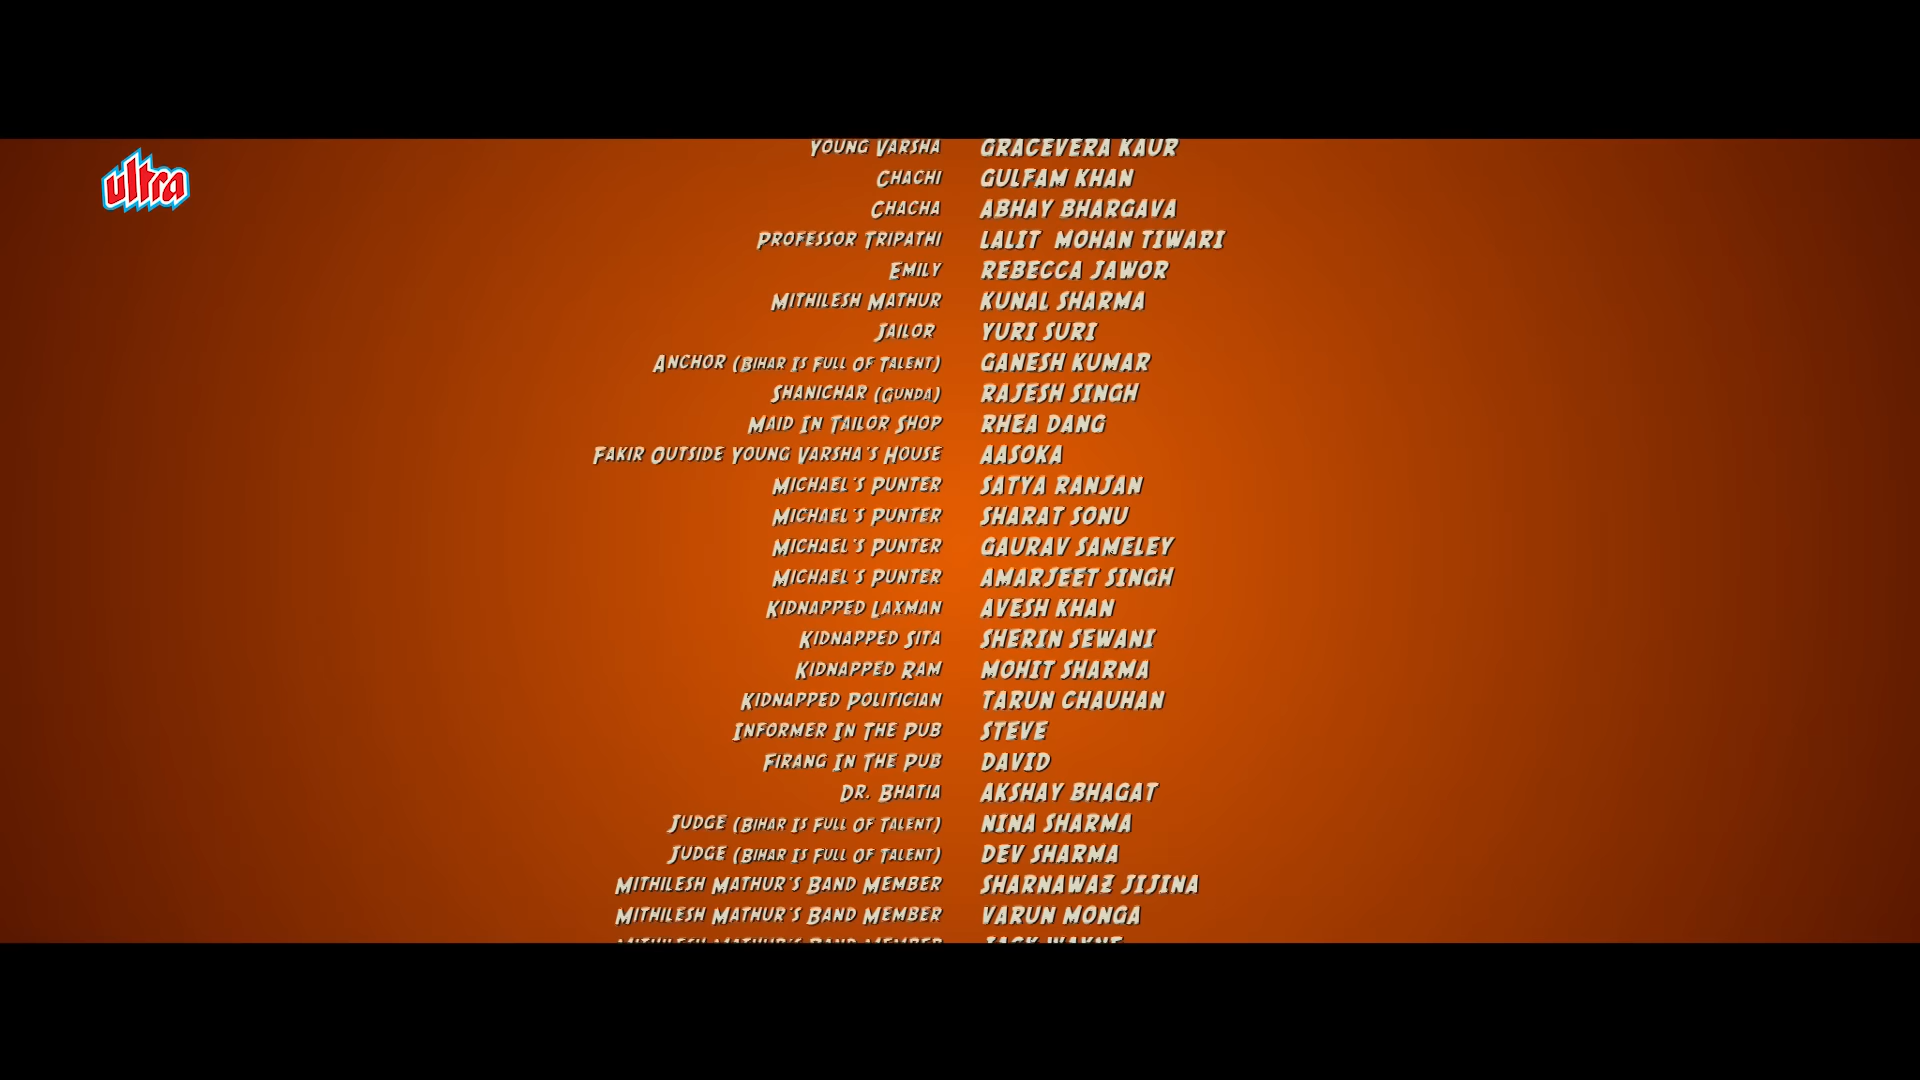 ultra
Young Varsha GRACEVERA KAUR
Chachi GULFAM KHAN
Chacha ABHAY BHARGAVA
Professor Tripathi LALIT MOHAN TIWARI
Emily REBECCA JAWOR
Mithilesh Mathur KUNAL SHARMA
Jailor YURI SURI
Anchor (Bihar Is Full Of Talent) GANESH KUMAR
Shanichar (Gunda) RAJESH SINGH
Maid In Tailor Shop RHEA DANG
Fakir Outside Young Varsha's House AASOKA
Michael's Punter SATYA RANJAN
Michael's Punter SHARAT SONU
Michael's Punter GAURAV SAMELEY
Michael's Punter AMARJEET SINGH
Kidnapped Laxman AVESH KHAN
Kidnapped Sita SHERIN SEWANI
Kidnapped Ram MOHIT SHARMA
Kidnapped Politician TARUN CHAUHAN
Informer In The Pub STEVE
Firang In The Pub DAVID
Dr. Bhatia AKSHAY BHAGAT
Judge (Bihar Is Full Of Talent) NINA SHARMA
Judge (Bihar Is Full Of Talent) DEV SHARMA
Mithilesh Mathur's Band Member SHARNAWAZ JIJINA
Mithilesh Mathur's Band Member VARUN MONGA
Mithilesh Mathur's Band Member JACK WAYNE